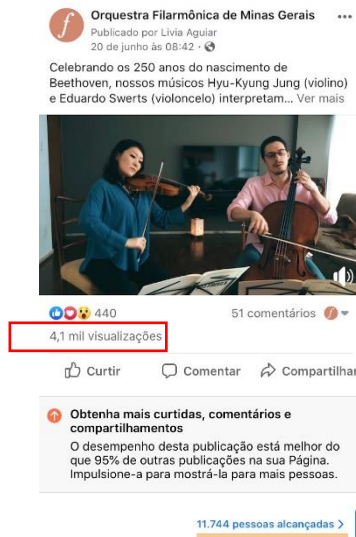 Orquestra Filarmônica de Minas Gerais
Publicado por Livia Aguiar
20 de junho às 08:42 ·
Celebrando os 250 anos do nascimento de
Beethoven, nossos músicos Hyu-Kyung Jung (violino)
e Eduardo Swerts (violoncelo) interpretam... Ver mais
440
51 comentários
4,1 mil visualizações
Curtir
Comentar
Compartilhar
Obtenha mais curtidas, comentários e
compartilhamentos
O desempenho desta publicação está melhor do
que 95% de outras publicações na sua Página.
Impulsione-a para mostrá-la para mais pessoas.
11.744 pessoas alcançadas >